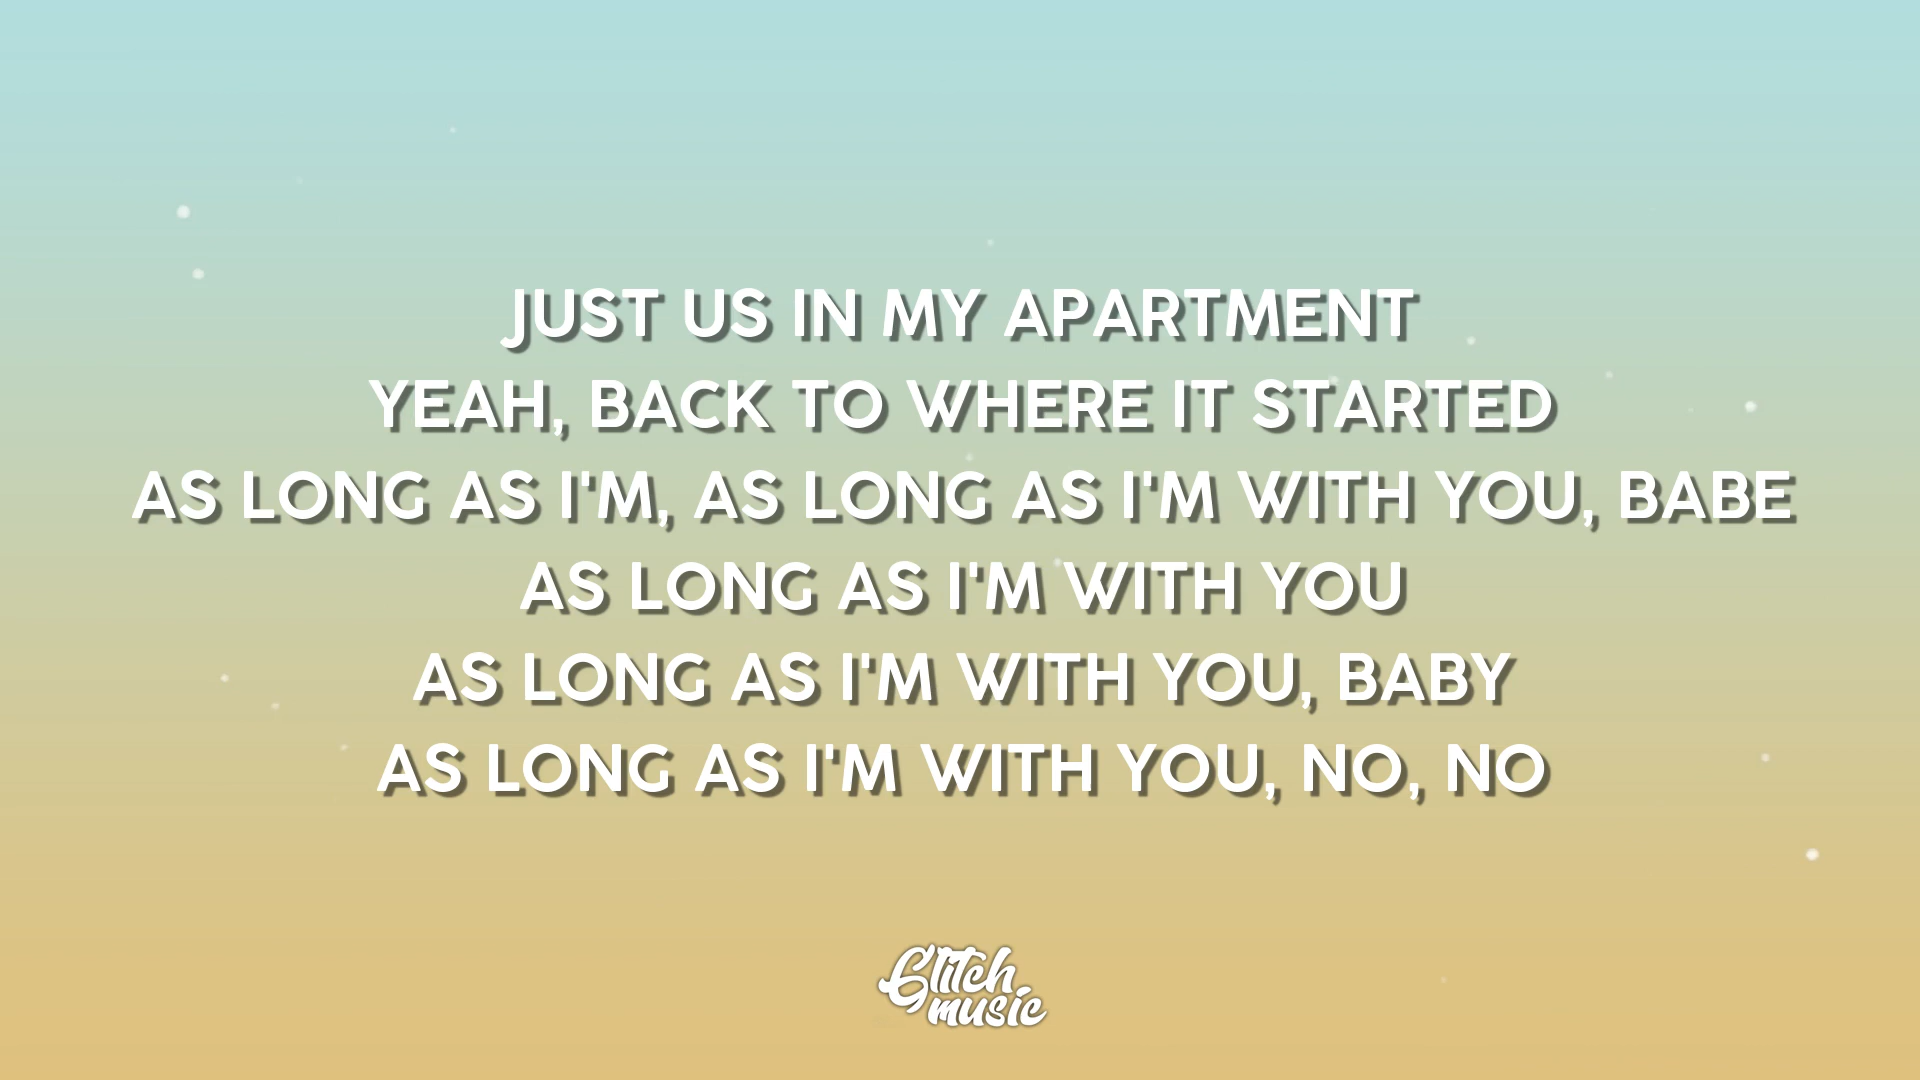 JUST US IN MY APARTMENT
YEAH, BACK TO WHERE IT STARTED
AS LONG AS I'M, AS LONG AS I'M WITH YOU, BABE
AS LONG AS I'M WITH YOU
AS LONG AS I'M WITH YOU, BABY
AS LONG AS I'M WITH YOU, NO, NO
Glitch
music